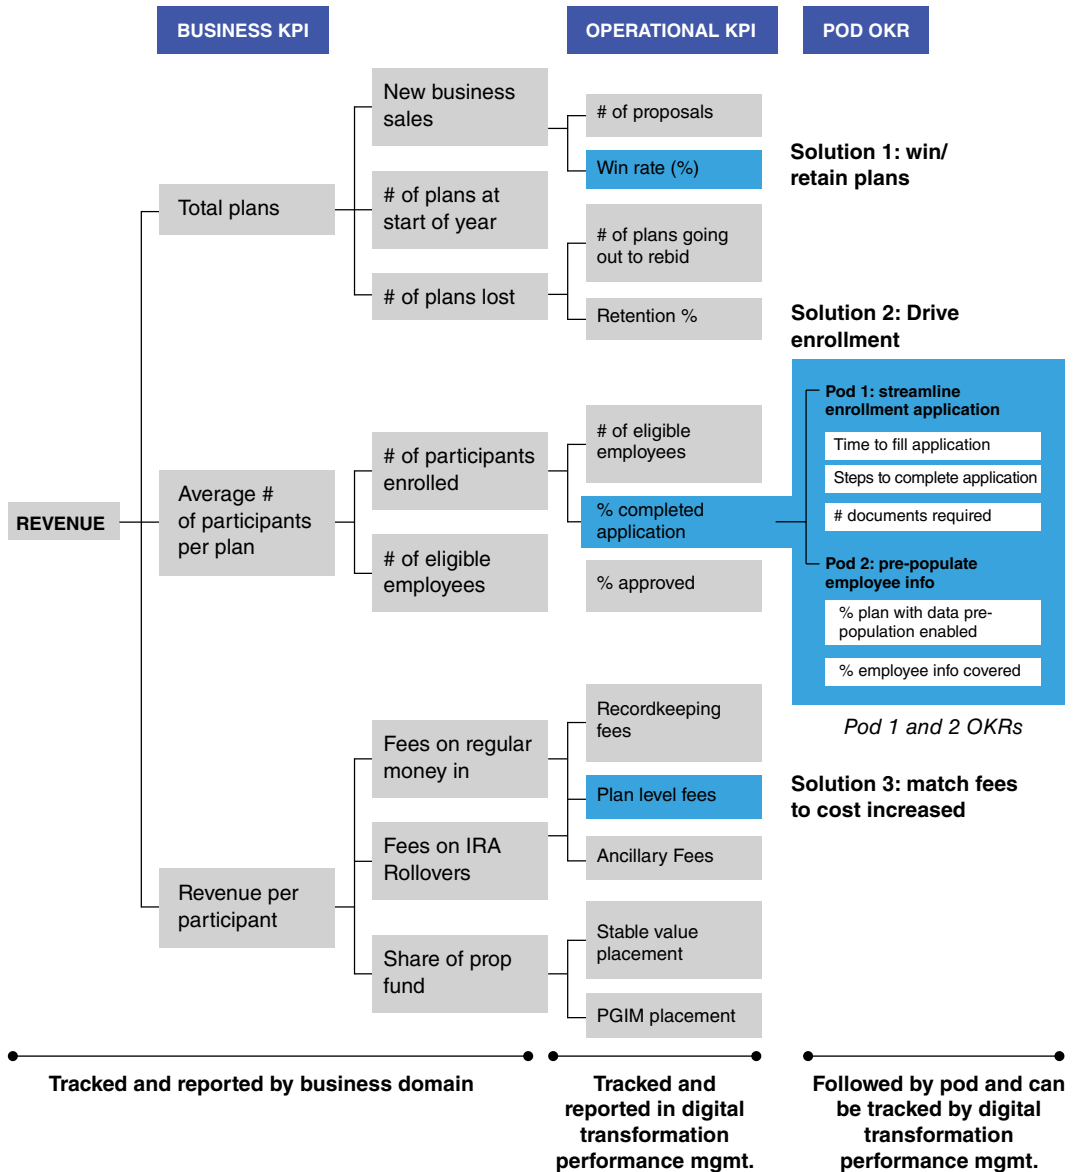 BUSINESS KPI
OPERATIONAL KPI
POD OKR
REVENUE
Total plans
New business
sales
# of plans at
start of year
# of plans lost
# of proposals
Win rate (%)
# of plans going
out to rebid
Retention %
Solution 1: win/
retain plans
Average #
of participants
per plan
# of participants
enrolled
# of eligible
employees
# of eligible
employees
% completed
application
% approved
Solution 2: Drive
enrollment
Pod 1: streamline
enrollment application
Time to fill application
Steps to complete application
# documents required
Pod 2: pre-populate
employee info
% plan with data pre-
population enabled
% employee info covered
Pod 1 and 2 OKRs
Revenue per
participant
Fees on regular
money in
Fees on IRA
Rollovers
Share of prop
fund
Recordkeeping
fees
Plan level fees
Ancillary Fees
Stable value
placement
PGIM placement
Solution 3: match fees
to cost increased
Tracked and reported by business domain
Tracked and
reported in digital
transformation
performance mgmt.
Followed by pod and can
be tracked by digital
transformation
performance mgmt.